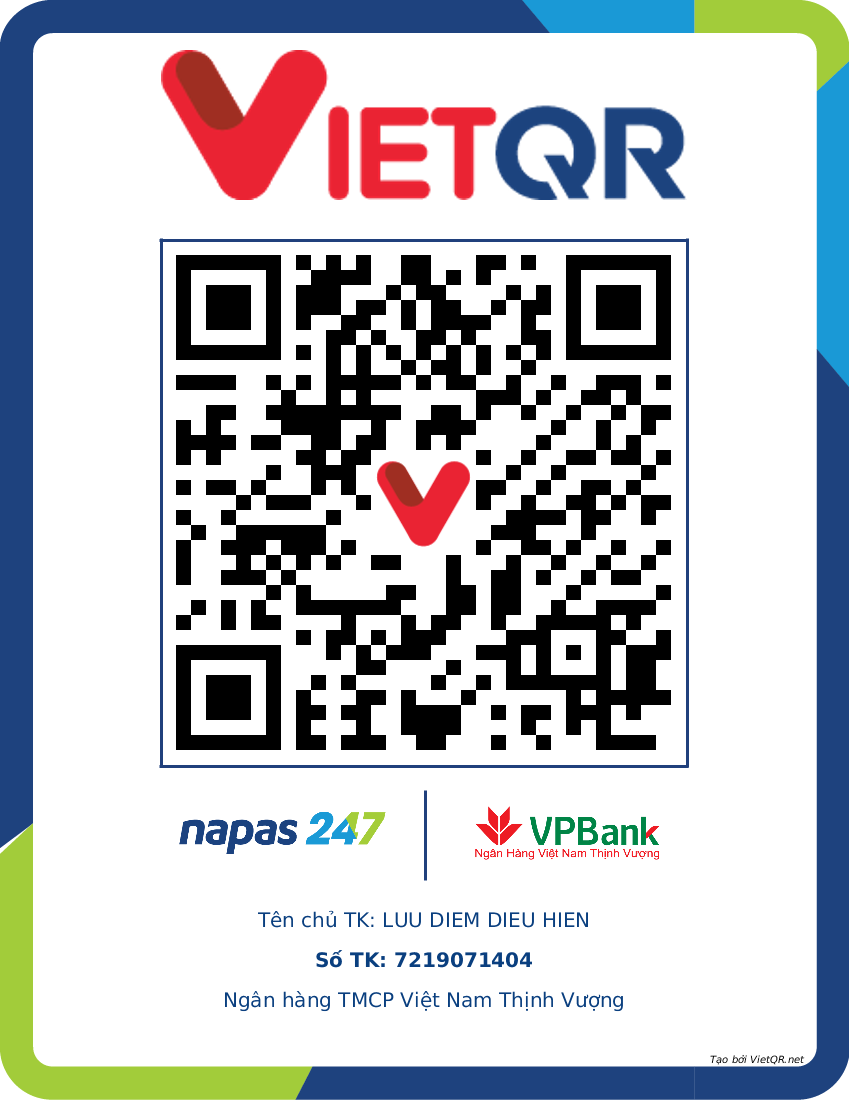 VIETQR
napas 247
VPBank
Ngân Hàng Việt Nam Thịnh Vượng
Tên chủ TK: LUU DIEM DIEU HIEN
Số TK: 7219071404
Ngân hàng TMCP Việt Nam Thịnh Vượng
Tạo bởi VietQR.net